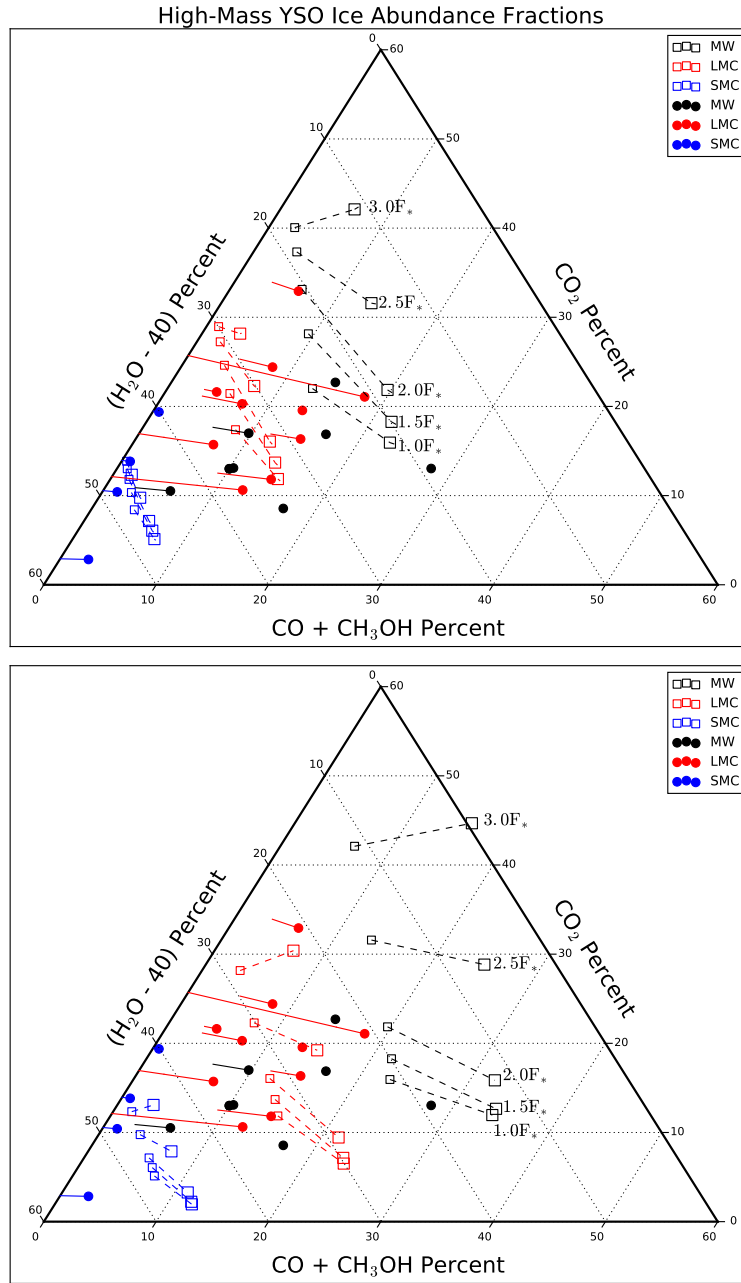 High-Mass YSO Ice Abundance Fractions
0
60
MW
LMC
SMC
MW
LMC
SMC
10
50
20
3.0F*
40
(H2O - 40) Percent
CO2 Percent
2.5F*
30
30
40
2.0F*
20
1.5F*
1.0F*
50
10
60
0
0
10
20
30
40
50
60
CO + CH3OH Percent
0
60
MW
LMC
SMC
MW
LMC
SMC
10
50
3.0F*
20
40
(H2O - 40) Percent
CO2 Percent
30
2.5F*
30
40
20
2.0F*
1.5F*
50
1.0F*
10
60
0
0
10
20
30
40
50
60
CO + CH3OH Percent